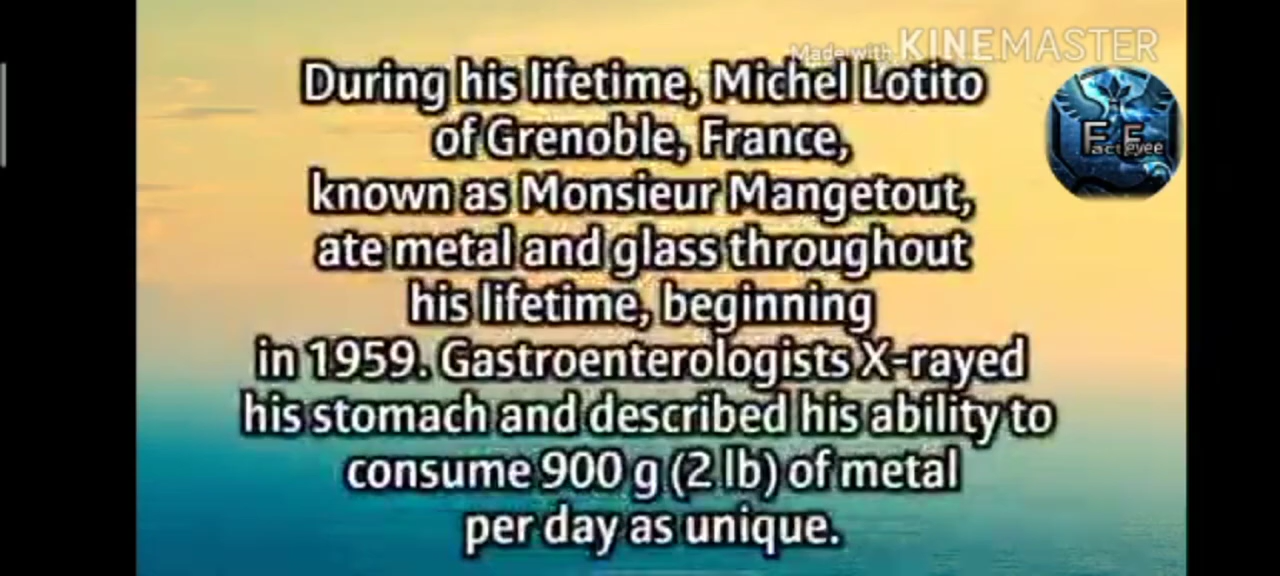 Made with KINEMASTER
During his lifetime, Michel Lotito
of Grenoble, France,
known as Monsieur Mangetout,
ate metal and glass throughout
his lifetime, beginning
in 1959. Gastroenterologists X-rayed
his stomach and described his ability to
consume 900 g (2 lb) of metal
per day as unique.
Fact Eyee